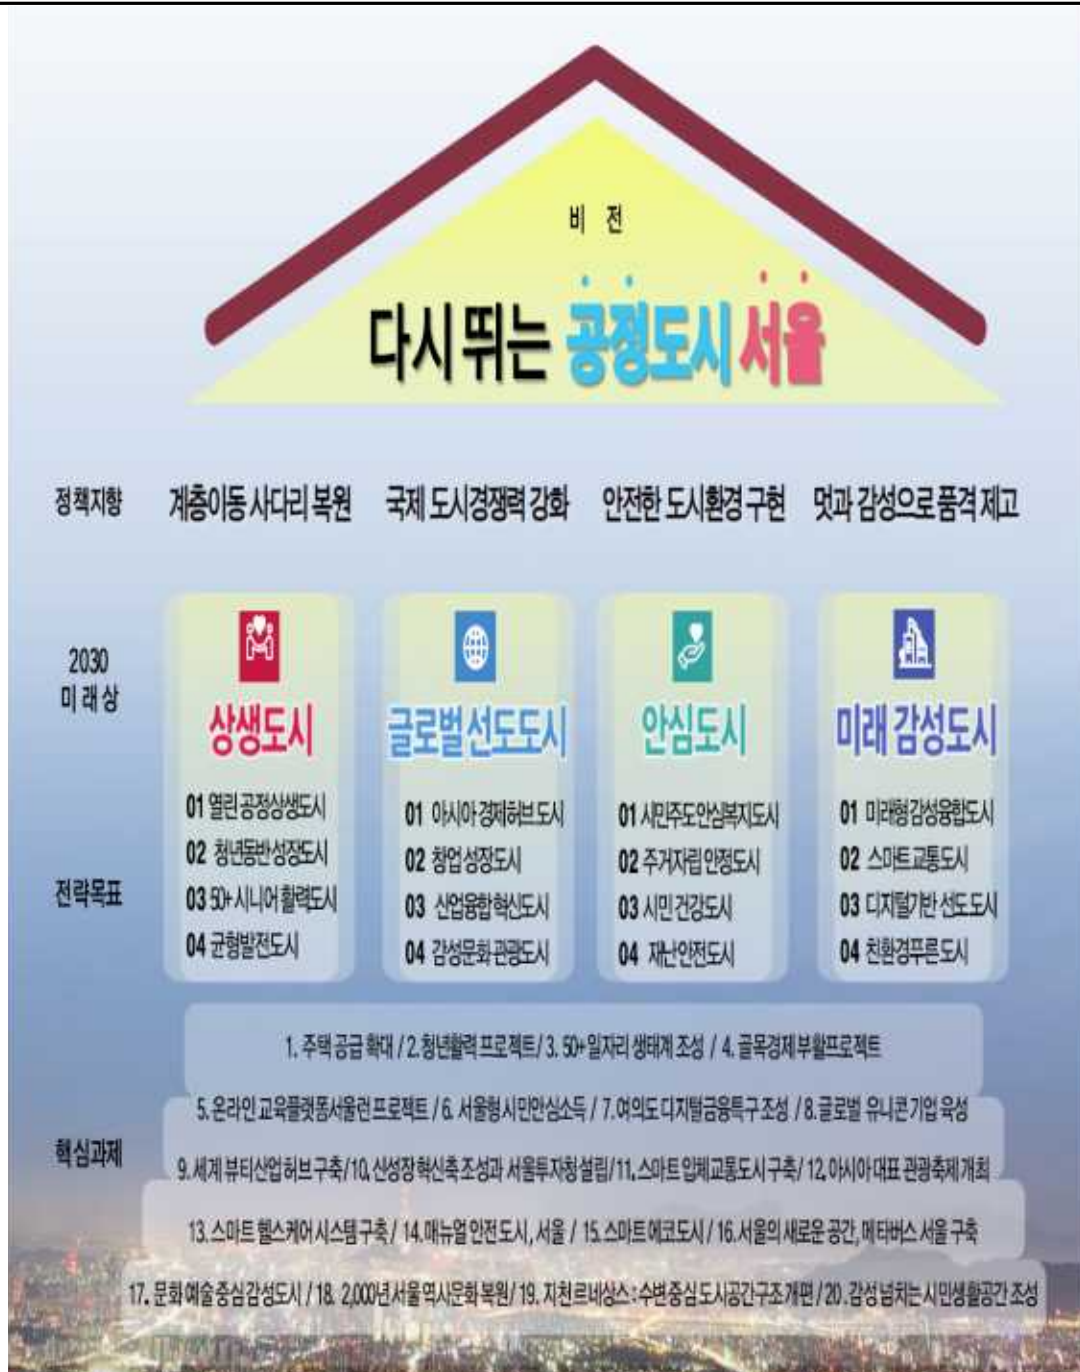 비 전
다시 뛰는 공정도시 서울
정책지향 계층이동 사다리 복원 국제 도시경쟁력 강화 안전한 도시환경 구현 멋과 감성으로 품격 제고
2030
미래상
상생도시 글로벌 선도도시 안심도시 미래 감성도시
전략목표
01 열린 공정상생도시
02 청년동반 성장도시
03 50+ 시니어 활력도시
04 균형발전도시
01 아시아 경제허브 도시
02 창업 성장도시
03 산업융합 혁신도시
04 감성문화 관광도시
01 시민주도 안심복지도시
02 주거자립 안정도시
03 시민 건강도시
04 재난안전도시
01 미래형 감성융합도시
02 스마트 교통도시
03 디지털기반 선도 도시
04 친환경푸른 도시
핵심과제
1. 주택 공급 확대 / 2. 청년활력 프로젝트/ 3. 50+ 일자리 생태계 조성 / 4. 골목경제 부활프로젝트
5. 온라인 교육플랫폼서울런 프로젝트 / 6. 서울형 시민안심소득 / 7. 여의도 디지털금융특구 조성 / 8. 글로벌 유니콘 기업 육성
9. 세계 뷰티산업 허브 구축/ 10. 신성장 혁신축 조성과 서울투자청 설립/ 11. 스마트 입체교통도시 구축/ 12. 아시아 대표 관광축제 개최
13. 스마트 헬스케어 시스템 구축 / 14. 매뉴얼 안전 도시, 서울 / 15. 스마트 에코도시 / 16. 서울의 새로운 공간, 메타버스 서울 구축
17. 문화 예술 중심 감성도시 / 18. 2,000년 서울 역사문화 복원/ 19. 지천 르네상스 : 수변 중심 도시공간구조 개편 / 20. 감성 넘치는 시민생활공간 조성